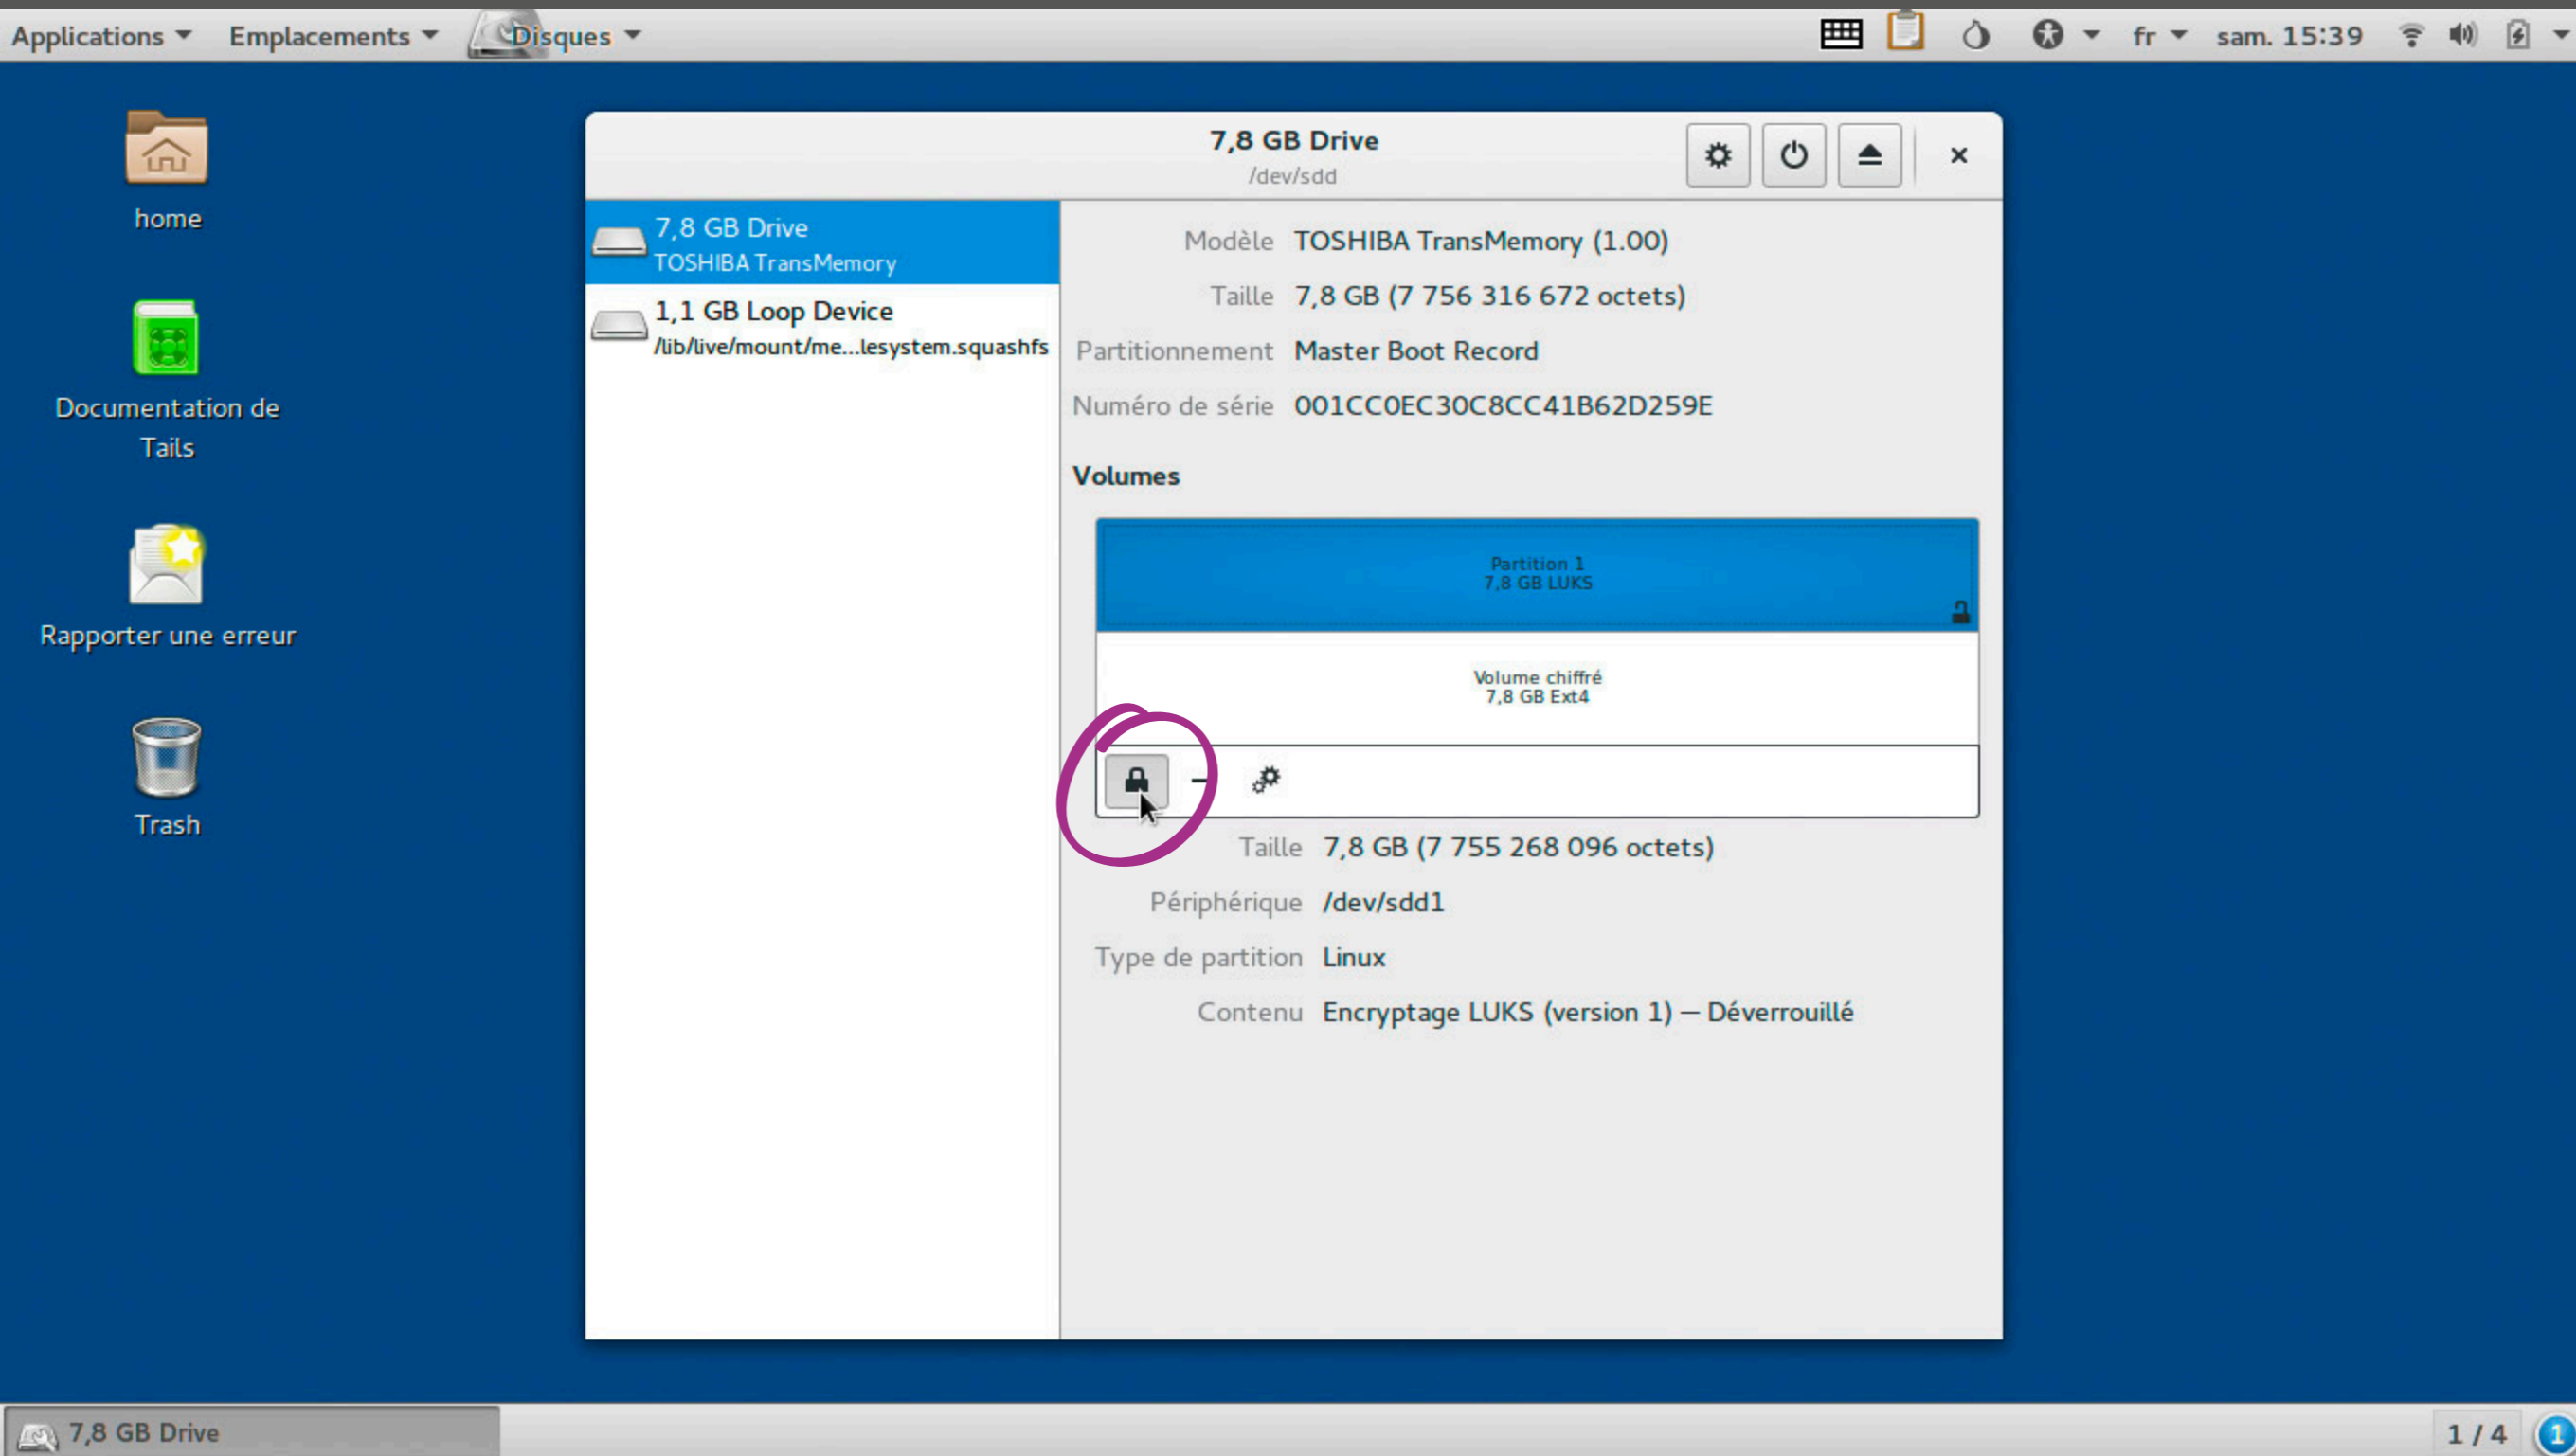 Applications Emplacements Disques fr sam. 15:39
home
Documentation de
Tails
Rapporter une erreur
Trash
7,8 GB Drive
/dev/sdd
7,8 GB Drive
TOSHIBA TransMemory
1,1 GB Loop Device
/lib/live/mount/me...lesystem.squashfs
Modèle TOSHIBA TransMemory (1.00)
Taille 7,8 GB (7 756 316 672 octets)
Partitionnement Master Boot Record
Numéro de série 001CC0EC30C8CC41B62D259E
Volumes
Partition 1
7,8 GB LUKS
Volume chiffré
7,8 GB Ext4
Taille 7,8 GB (7 755 268 096 octets)
Périphérique /dev/sdd1
Type de partition Linux
Contenu Encryptage LUKS (version 1) — Déverrouillé
7,8 GB Drive
1 / 4 1